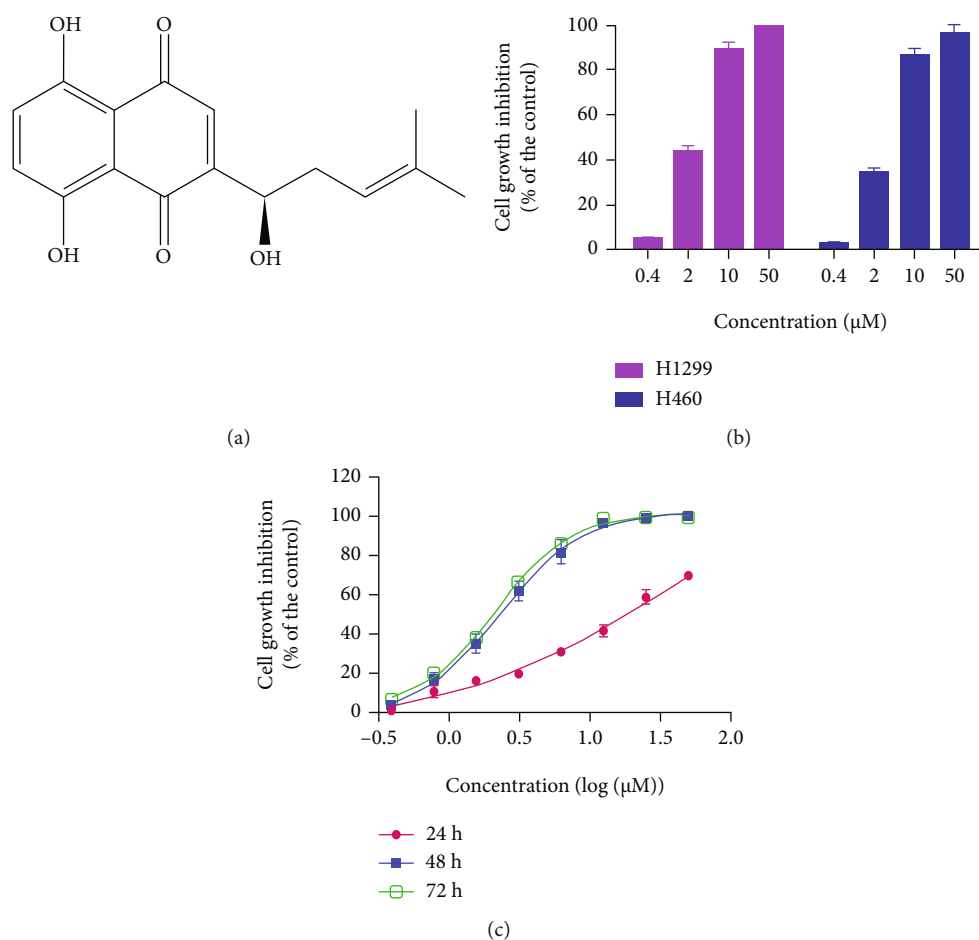 OH
O
OH
O
OH
(a)
Cell growth inhibition
(% of the control)
100
80
60
40
20
0
0.4 2 10 50 0.4 2 10 50
Concentration (μM)
H1299
H460
(b)
Cell growth inhibition
(% of the control)
120
100
80
60
40
20
0
−0.5 0.0 0.5 1.0 1.5 2.0
Concentration (log (μM))
24 h
48 h
72 h
(c)